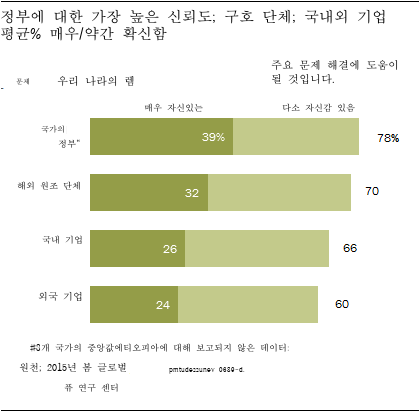 정부에 대한 가장 높은 신뢰도; 구호 단체; 국내외 기업
평균% 매우/약간 확신함
문제 우리 나라의 렘
주요 문제 해결에 도움이
될 것입니다.
매우 자신있는 다소 자신감 있음
국가의
정부"
39% 78%
해외 원조 단체 32 70
국내 기업 26 66
외국 기업 24 60
#8개 국가의 중앙값에티오피아에 대해 보고되지 않은 데이터:
원천; 2015년 봄 글로벌 pmtudezzunev 0689-d.
퓨 연구 센터